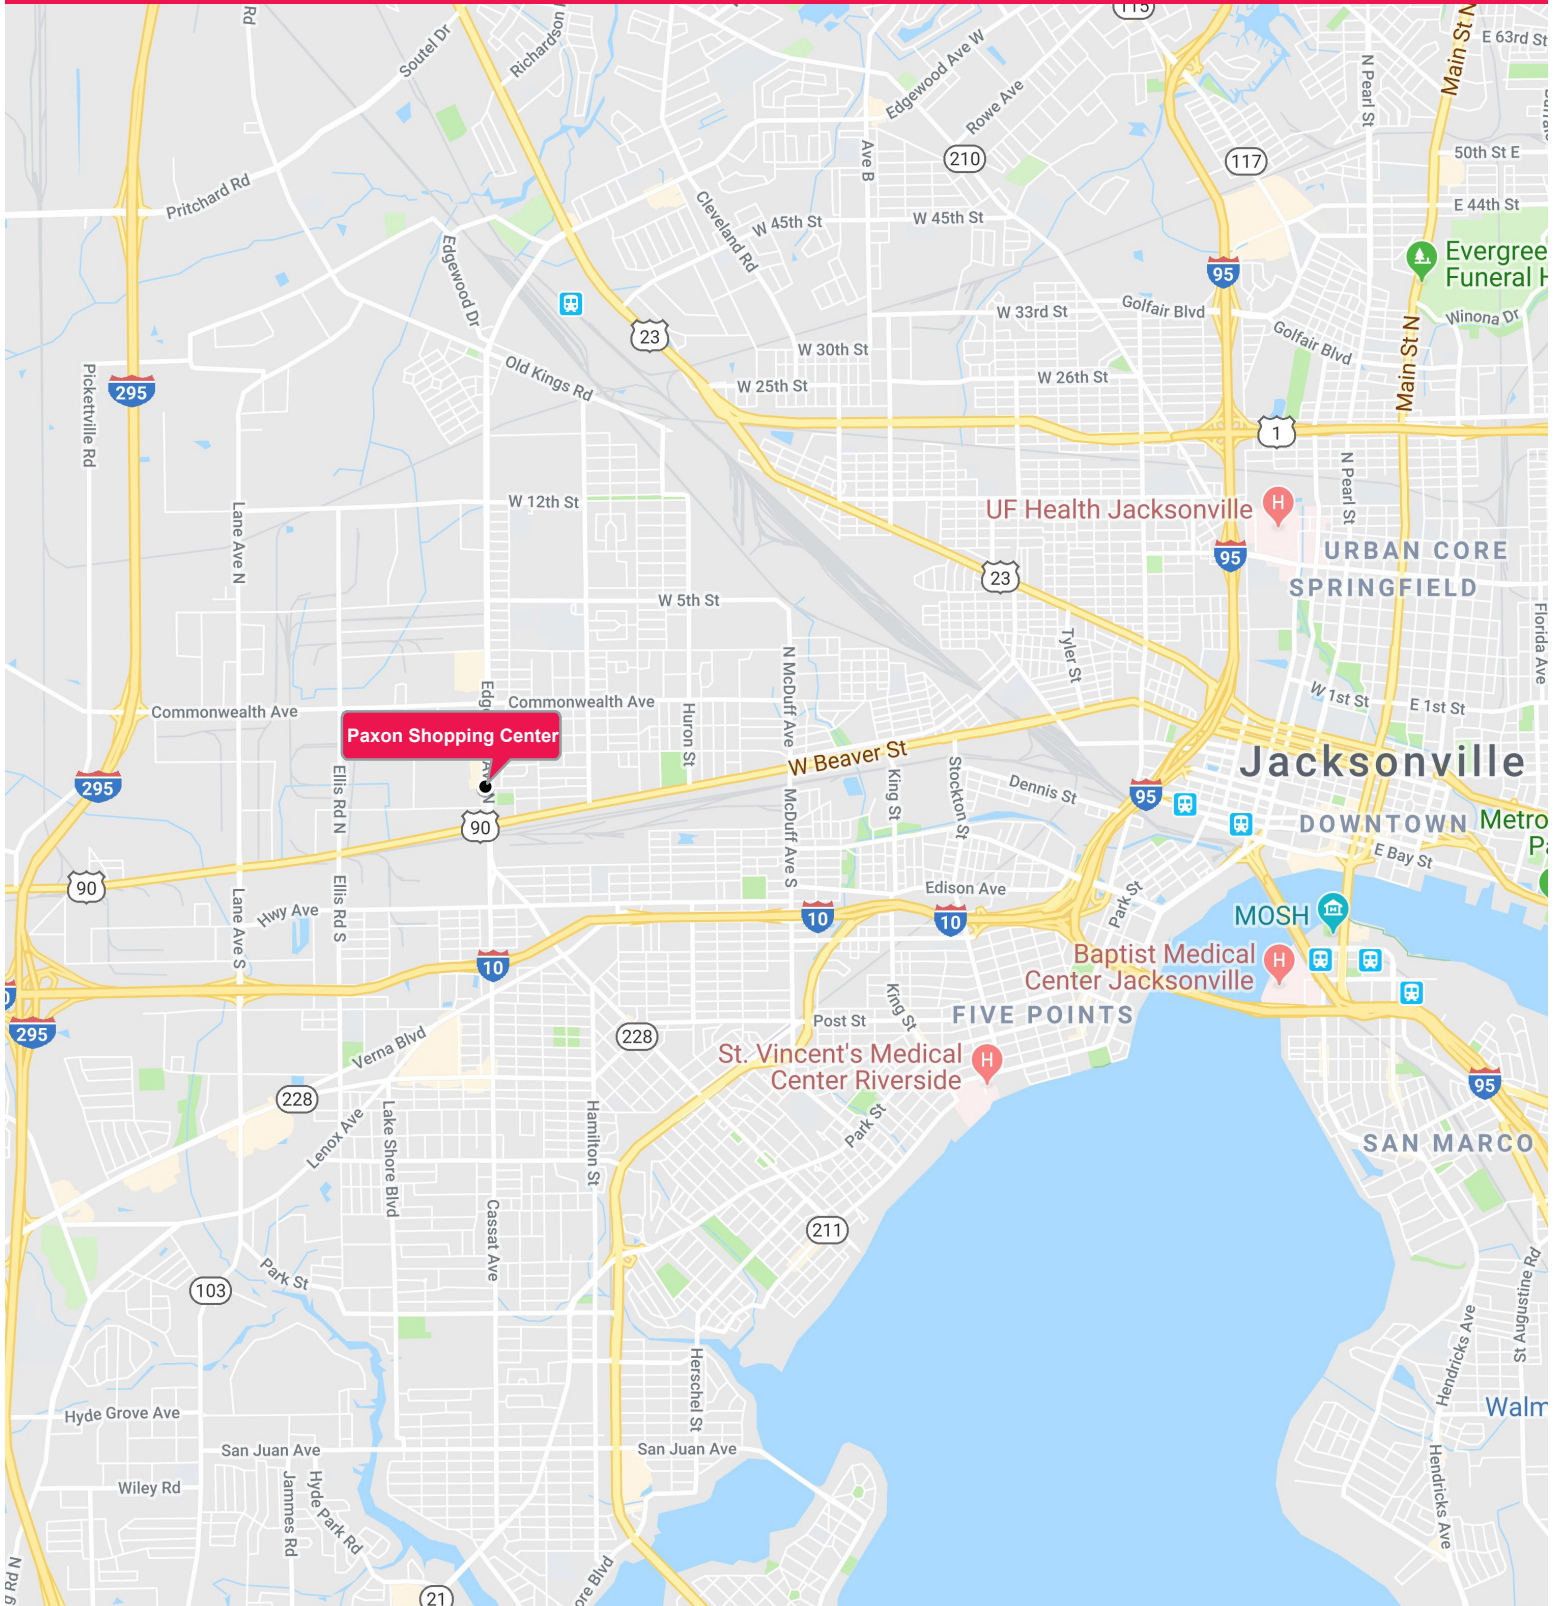 115
Rd
Soutel Dr
Richardson
Main St N
E 63rd St
Edgewood Ave W
N Pearl St
Rowe Ave
Ave B
210
117
50th St E
Pritchard Rd
Cleveland Rd
W 45th St
W 45th St
E 44th St
Edgewood Dr
Evergree
Funeral H
95
W 33rd St
Golfair Blvd
Winona Dr
23
Golfair Blvd
W 30th St
Main St N
Old Kings Rd
W 25th St
W 26th St
295
Pickettville Rd
1
N Pearl St
W 12th St
UF Health Jacksonville
H
Lane Ave N
95
URBAN CORE
SPRINGFIELD
23
W 5th St
Florida Ave
Tyler St
N McDuff Ave
Edge
Commonwealth Ave
Commonwealth Ave
W 1st St
E 1st St
Huron St
Paxon Shopping Center
W Beaver St
Jacksonville
Ave N
295
Ellis Rd N
King St
Stockton St
Dennis St
95
McDuff Ave S
90
DOWNTOWN
Metro
Pa
E Bay St
90
Lane Ave S
Hwy Ave
Ellis Rd S
Edison Ave
Park St
10
10
MOSH
10
Baptist Medical
Center Jacksonville
H
0
King St
FIVE POINTS
295
Post St
228
Verna Blvd
St. Vincent's Medical
Center Riverside
H
95
228
Lenox Ave
Lake Shore Blvd
Hamilton St
Park St
SAN MARCO
Cassat Ave
211
Park St
103
St Augustine Rd
Hendricks Ave
Herschel St
Hyde Grove Ave
Walm
San Juan Ave
San Juan Ave
Hendricks Ave
Wiley Rd
Jammes Rd
Hyde Park Rd
ore Blvd
21